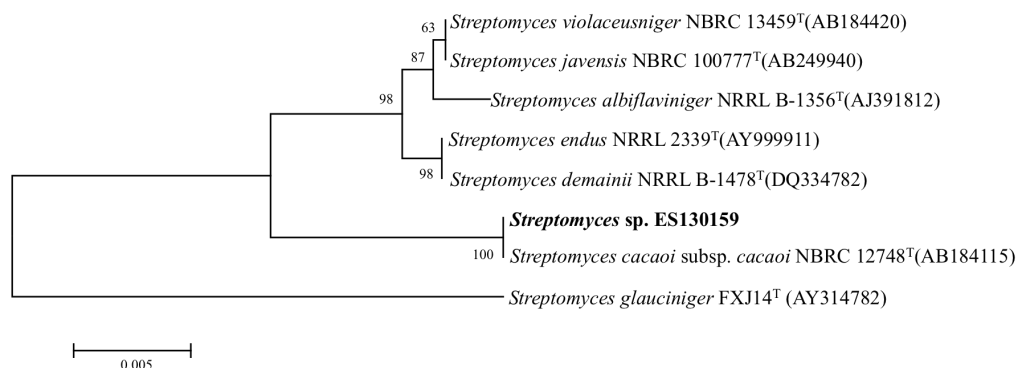 63
Streptomyces violaceusniger NBRC 13459T(AB184420)
87
Streptomyces javensis NBRC 100777T(AB249940)
98
Streptomyces albiflaviniger NRRL B-1356T(AJ391812)
Streptomyces endus NRRL 2339T(AY999911)
98
Streptomyces demainii NRRL B-1478T(DQ334782)
Streptomyces sp. ES130159
100
Streptomyces cacaoi subsp. cacaoi NBRC 12748T(AB184115)
Streptomyces glauciniger FXJ14T (AY314782)
0.005